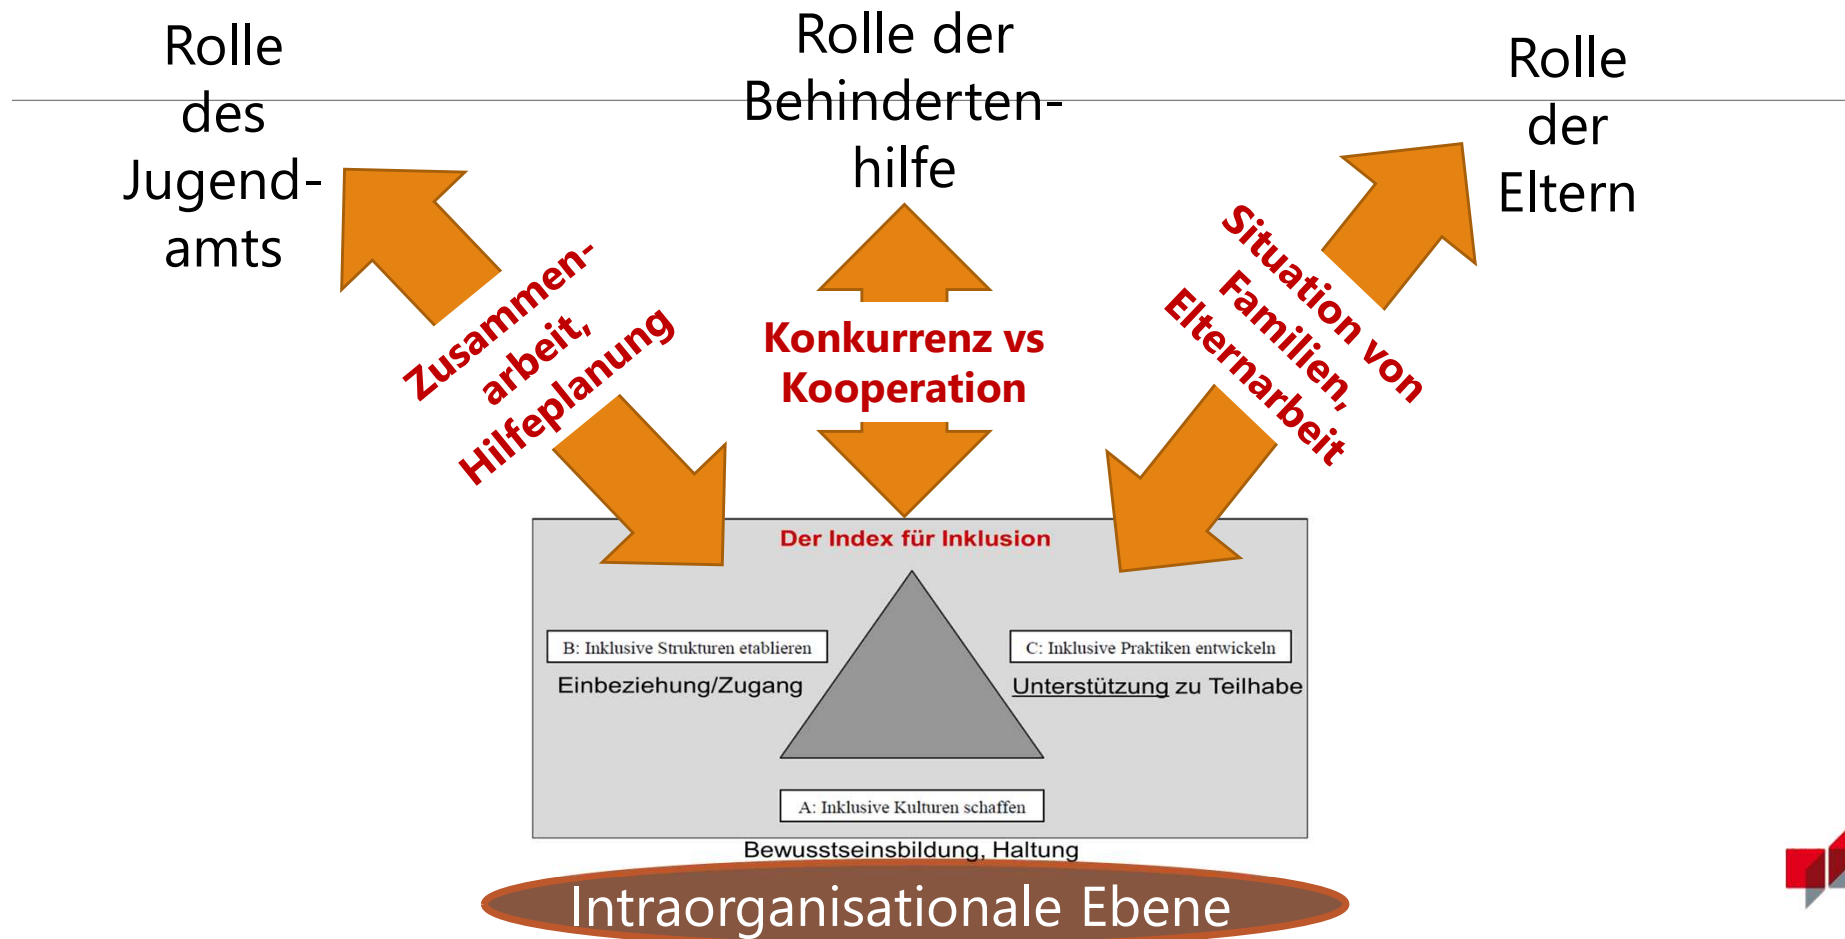 Rolle
des
Jugend-
amts
Rolle der
Behinderten-
hilfe
Rolle
der
Eltern
Zusammen-
arbeit,
Hilfeplanung
Konkurrenz vs
Kooperation
Situation von
Familien,
Elternarbeit
Der Index für Inklusion
B: Inklusive Strukturen etablieren
Einbeziehung/Zugang
C: Inklusive Praktiken entwickeln
Unterstützung zu Teilhabe
A: Inklusive Kulturen schaffen
Bewusstseinsbildung, Haltung
Intraorganisationale Ebene